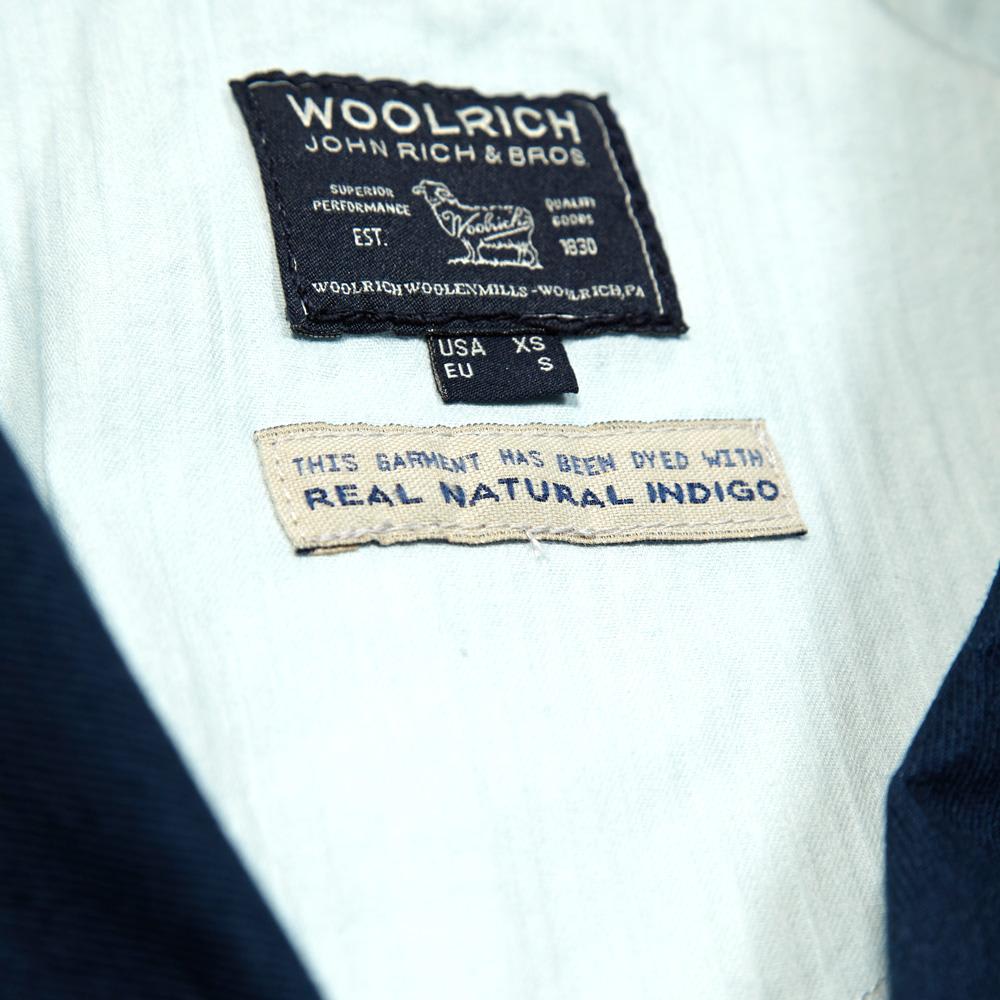 WOOLRICH
JOHN RICH & BROS.
SUPERIOR PERFORMANCE
Woolrich
QUALITY GOODS
EST. 1830
WOOLRICH WOOLEN MILLS - WOOLRICH, PA
USA XS
EU S
THIS GARMENT HAS BEEN DYED WITH
REAL NATURAL INDIGO